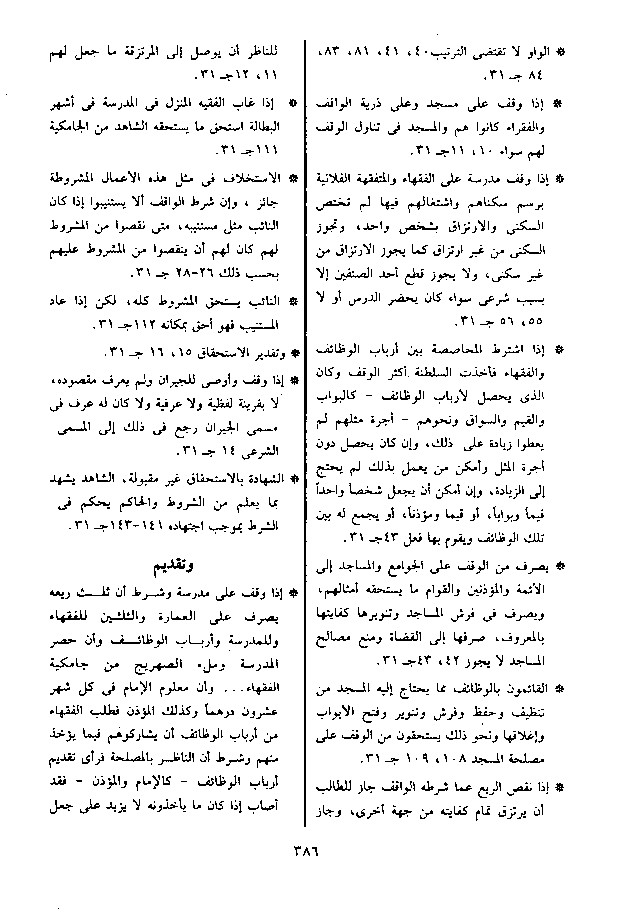 * الواو لا تقتضى الترتيب ٤٠، ٤١، ٨١، ٨٣،
٨٤ جـ ٣١.
* إذا وقف على مسجد وعلى ذرية الواقف
والفقراء كانوا هم والمسجد فى تناول الوقف
لهم سواء ١٠، ١١جـ ٣١.
* إذا وقف مدرسة على الفقهاء والمتفقهة الفلانية
برسم سكناهم واشتغالهم فيها لم تختص
السكنى والارتزاق بشخص واحد، وتجوز
السكنى من غير ارتزاق كما يجوز الارتزاق من
غير سكنى، ولا يجوز قطع أحد الصنفين إلا
بسبب شرعى سواء كان يحضر الدرس أو لا
٥٥، ٥٦ جـ ٣١.
* إذا اشترط المحاصصة بين أرباب الوظائف
والفقهاء فأخذت السلطنة أكثر الوقف وكان
الذى يحصل لأرباب الوظائف - كالبواب
والقيم والسواق ونحوهم - أجرة مثلهم لم
يعطوا زيادة على ذلك، وإن كان يحصل دون
أجرة المثل وأمكن من يعمل بذلك لم يحتج
إلى الزيادة، وإن أمكن أن يجعل شخصاً واحداً
قيماً وبواباً، أو قيما ومؤذناً، أو يجمع له بين
تلك الوظائف ويقوم بها فعل ٤٣جـ ٣١.
* يصرف من الوقف على الجوامع والمساجد إلى
الأئمة والمؤذنين والقوام ما يستحقه أمثالهم،
ويصرف فى فرش المساجد وتنويرها كفايتها
بالمعروف، صرفها إلى القضاة ومنع مصالح
المساجد لا يجوز ٤٢، ٤٣جـ ٣١.
* القائمون بالوظائف مما يحتاج إليه المسجد من
تنظيف وحفظ وفرش وتنوير وفتح الأبواب
وإغلاقها ونحو ذلك يستحقون من الوقف على
مصلحة المسجد ١٠٨، ١٠٩ جـ ٣١.
* إذا نقص الريع عما شرطه الواقف جاز للطالب
أن يرتزق تمام كفايته من جهة أخرى، وجاز
للناظر أن يوصل إلى المرتزقة ما جعل لهم
١١، ١٢جـ ٣١.
* إذا غاب الفقيه المنزل فى المدرسة فى أشهر
البطالة استحق ما يستحقه الشاهد من الجامكية
١١١جـ ٣١.
* الاستخلاف فى مثل هذه الأعمال المشروطة
جائز ، وإن شرط الواقف ألا يستنيبوا إذا كان
النائب مثل مستنيبه، متى نقصوا من المشروط
لهم كان لهم أن ينقصوا من المشروط عليهم
بحسب ذلك ٢٦-٢٨ جـ ٣١.
* النائب يستحق المشروط كله، لكن إذا عاد
المستنيب فهو أحق بمكانه ١١٢جـ ٣١.
* وتقدير الاستحقاق ١٥، ١٦ جـ ٣١.
* إذا وقف وأوصى للجيران ولم يعرف مقصوده،
لا بقرينة لفظية ولا عرفية ولا كان له عرف فى
مسمى الجيران رجع فى ذلك إلى المسمى
الشرعى ١٤ جـ ٣١.
* الشهادة بالاستحقاق غير مقبولة، الشاهد يشهد
بما يعلم من الشروط والحاكم يحكم فى
الشرط بموجب اجتهاده ١٤١-١٤٣جـ ٣١.
وتقديم
* إذا وقف على مدرسة وشرط أن ثلث ريعه
يصرف على العمارة والثلثين للفقهاء
وللمدرسة وأرباب الوظائف وأن حصر
المدرسة وملء الصهريج من جامكية
الفقهاء... وأن معلوم الإمام فى كل شهر
عشرون درهماً وكذلك المؤذن فطلب الفقهاء
من أرباب الوظائف أن يشاركوهم فيما يؤخذ
منهم وشرط أن الناظر بالمصلحة فرأى تقديم
أرباب الوظائف - كالإمام والمؤذن - فقد
أصاب إذا كان ما يأخذونه لا يزيد على جعل
٣٨٦